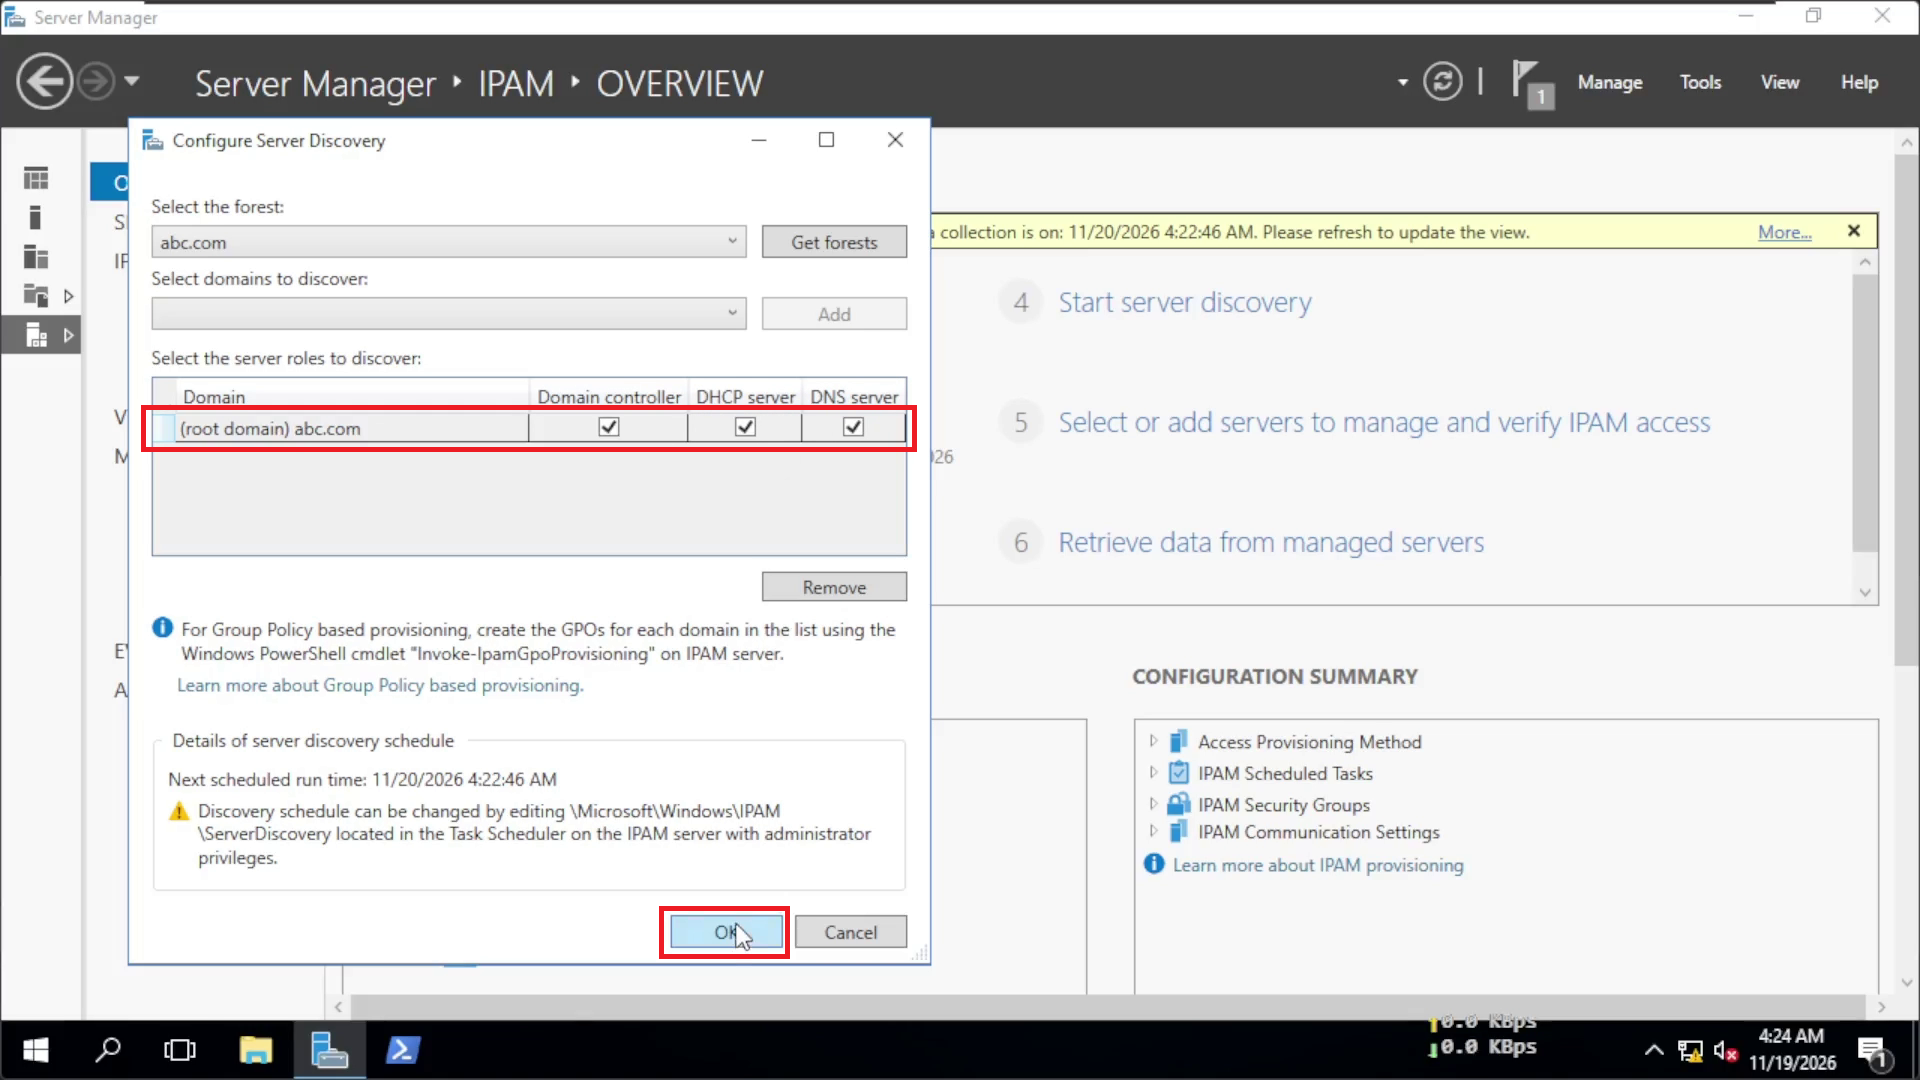 Server Manager
Server Manager ‣ IPAM ‣ OVERVIEW
1
Manage
Tools
View
Help
Configure Server Discovery
Select the forest:
abc.com
Get forests
Select domains to discover:
Add
Select the server roles to discover:
Domain
Domain controller
DHCP server
DNS server
(root domain) abc.com
Remove
For Group Policy based provisioning, create the GPOs for each domain in the list using the
Windows PowerShell cmdlet "Invoke-IpamGpoProvisioning" on IPAM server.
Learn more about Group Policy based provisioning.
Details of server discovery schedule
Next scheduled run time: 11/20/2026 4:22:46 AM
Discovery schedule can be changed by editing \Microsoft\Windows\IPAM
\ServerDiscovery located in the Task Scheduler on the IPAM server with administrator
privileges.
OK
Cancel
collection is on: 11/20/2026 4:22:46 AM. Please refresh to update the view.
More...
4 Start server discovery
5 Select or add servers to manage and verify IPAM access
6 Retrieve data from managed servers
CONFIGURATION SUMMARY
Access Provisioning Method
IPAM Scheduled Tasks
IPAM Security Groups
IPAM Communication Settings
Learn more about IPAM provisioning
0.0 KBps
0.0 KBps
4:24 AM
11/19/2026
1